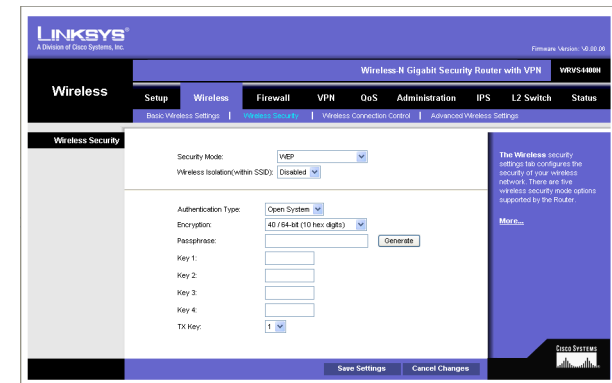 LINKSYS®
A Division of Cisco Systems, Inc.
Firmware Version: V0.00.06
Wireless-N Gigabit Security Router with VPN WRVS4400N
Wireless
Setup Wireless Firewall VPN QoS Administration IPS L2 Switch Status
Basic Wireless Settings | Wireless Security | Wireless Connection Control | Advanced Wireless Settings
Wireless Security
Security Mode: WEP
Wireless Isolation(within SSID): Disabled
Authentication Type: Open System
Encryption: 40 / 64-bit (10 hex digits)
Passphrase: Generate
Key 1:
Key 2:
Key 3:
Key 4:
TX Key: 1
The Wireless security
settings tab configures the
security of your wireless
network. There are five
wireless security mode options
supported by the Router.
More...
Save Settings Cancel Changes
CISCO SYSTEMS